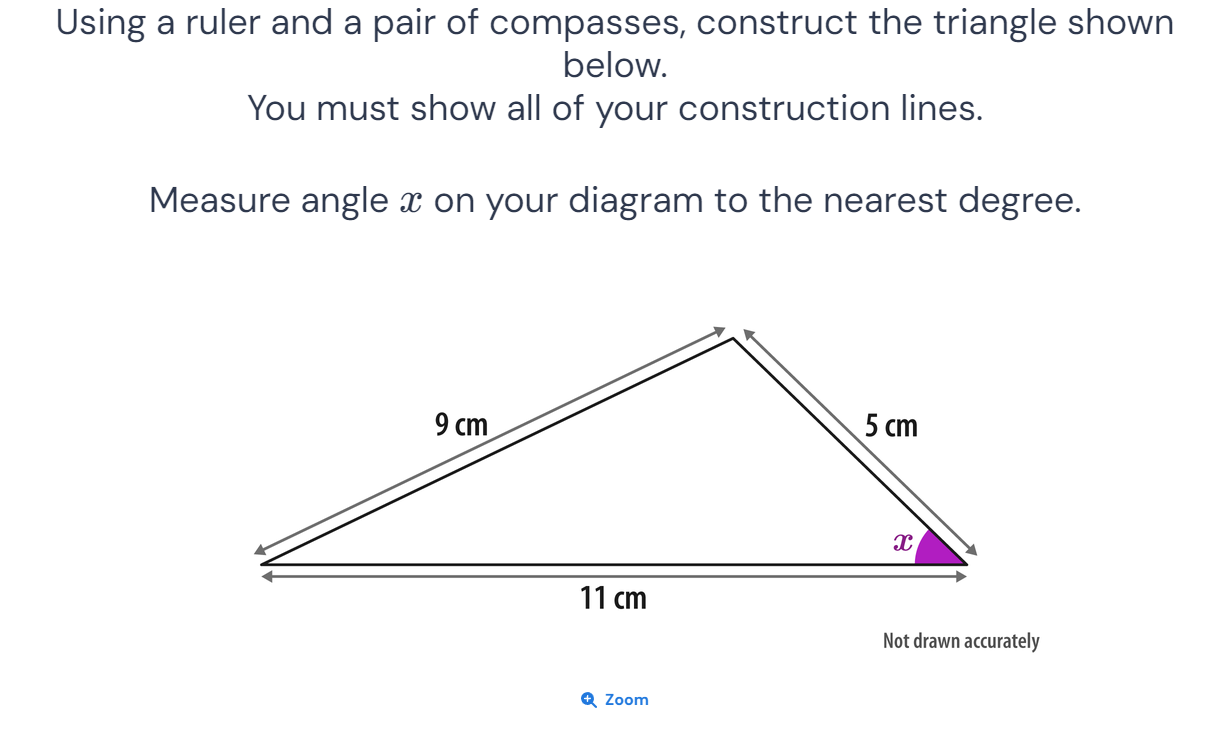 Using a ruler and a pair of compasses, construct the triangle shown
below.
You must show all of your construction lines.
Measure angle x on your diagram to the nearest degree.
9 cm
5 cm
x
11 cm
Not drawn accurately
Zoom